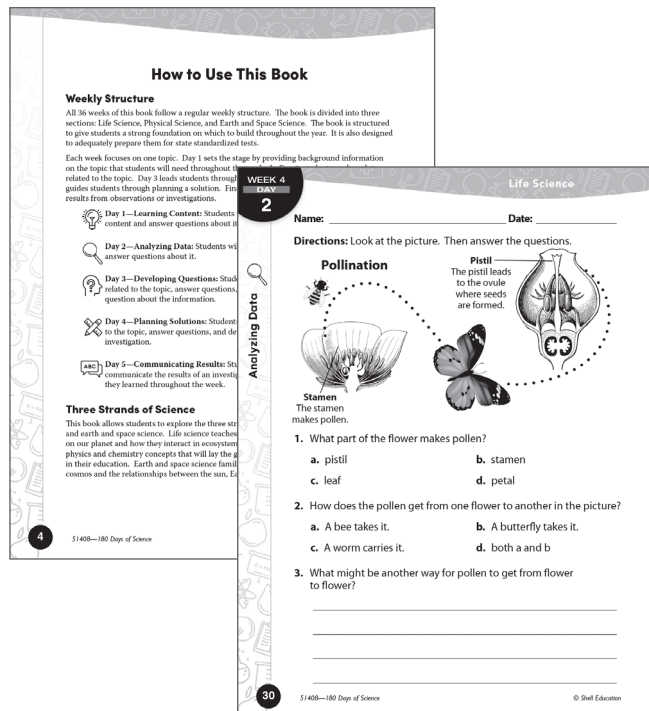 How to Use This Book
Weekly Structure
All 36 weeks of this book follow a regular weekly structure. The book is divided into three
sections: Life Science, Physical Science, and Earth and Space Science. The book is structured
to give students a strong foundation on which to build throughout the year. It is also designed
to adequately prepare them for state standardized tests.
Each week focuses on one topic. Day 1 sets the stage by providing background information
on the topic that students will need throughout
related to the topic. Day 3 leads students through
guides students through planning a solution.
results from observations or investigations.
Day 1—Learning Content: Students
content and answer questions about it
Day 2—Analyzing Data: Students
answer questions about it.
Day 3—Developing Questions:
related to the topic, answer questions,
question about the information.
Day 4—Planning Solutions:
to the topic, answer questions, and
investigation.
ABC
Day 5—Communicating Results:
communicate the results of an
they learned throughout the week.
Three Strands of Science
This book allows students to explore the three
and earth and space science. Life science teaches
on our planet and how they interact in
physics and chemistry concepts that will lay the
in their education. Earth and space science
cosmos and the relationships between the sun,
4
51408—180 Days of Science
WEEK 4
DAY
2
Life Science
Name:
Date:
Directions: Look at the picture. Then answer the questions.
Analyzing Data
Pollination
Pistil
The pistil leads
to the ovule
where seeds
are formed.
Stamen
The stamen
makes pollen.
1. What part of the flower makes pollen?
a. pistil
b. stamen
c. leaf
d. petal
2. How does the pollen get from one flower to another in the picture?
a. A bee takes it.
b. A butterfly takes it.
c. A worm carries it.
d. both a and b
3. What might be another way for pollen to get from flower
to flower?
30
51408—180 Days of Science
© Shell Education